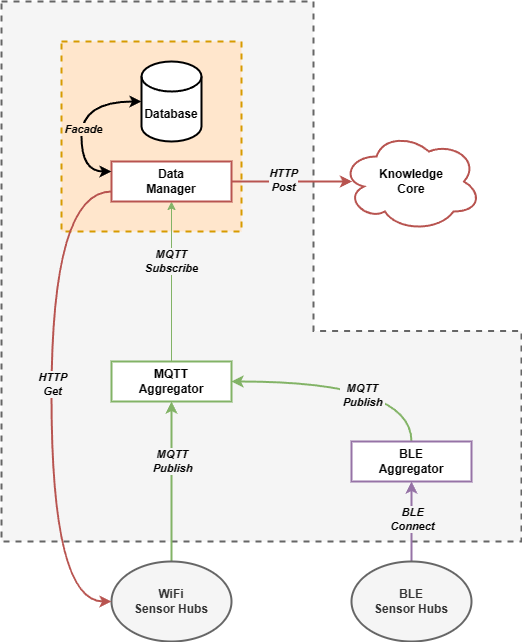 Database
Facade
Data
Manager
HTTP
Post
Knowledge
Core
MQTT
Subscribe
HTTP
Get
MQTT
Aggregator
MQTT
Publish
MQTT
Publish
BLE
Aggregator
BLE
Connect
WiFi
Sensor Hubs
BLE
Sensor Hubs